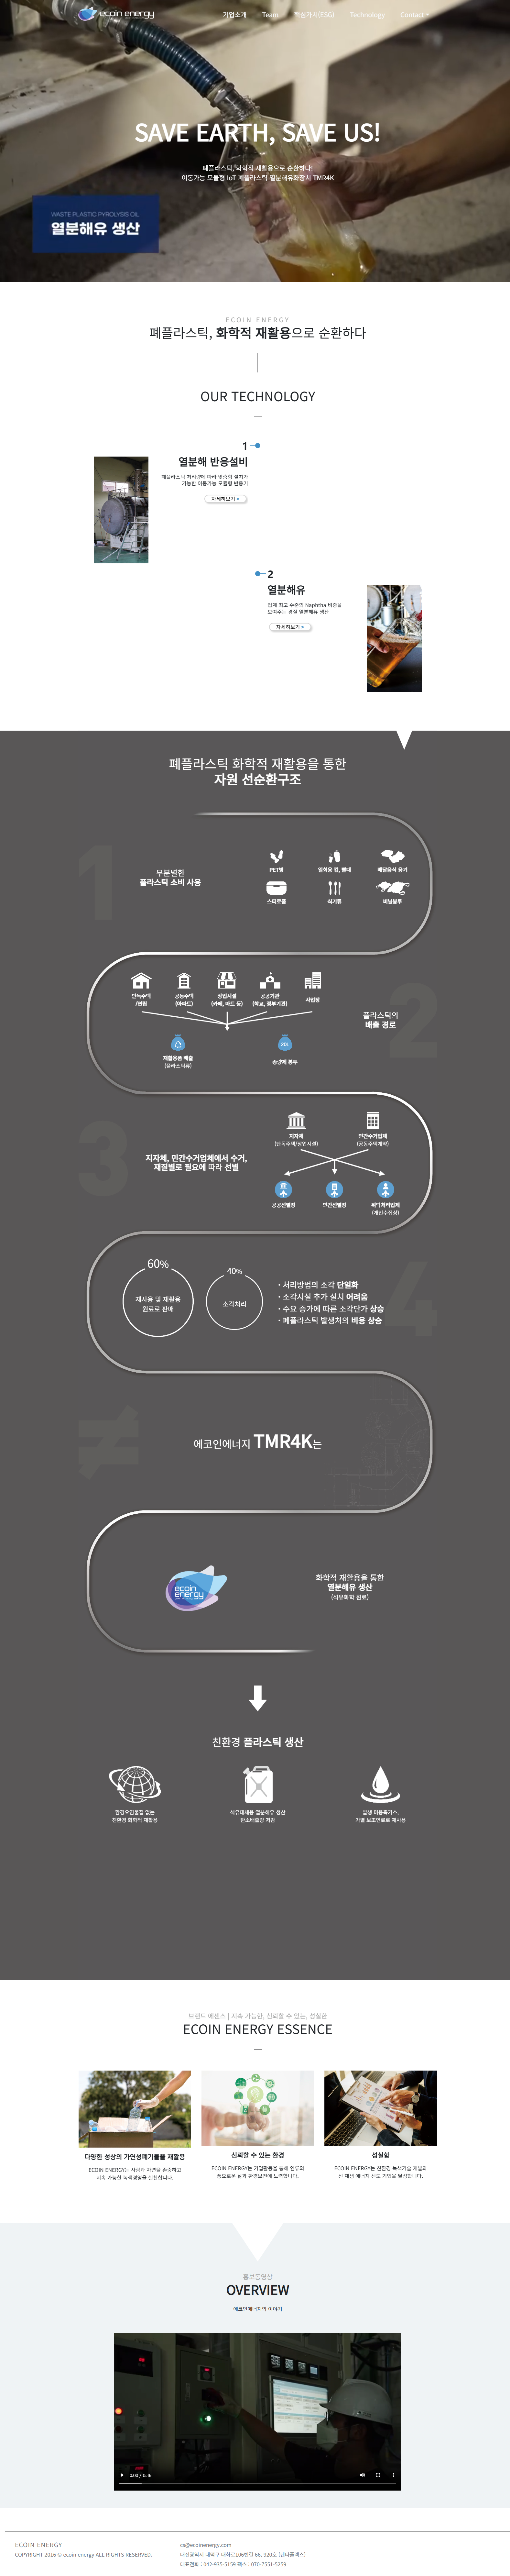 ecoin energy
기업소개 Team 핵심가치(ESG) Technology Contact
SAVE EARTH, SAVE US!
폐플라스틱, 화학적 재활용으로 순환하다!
이동가능 모듈형 IoT 폐플라스틱 열분해유화장치 TMR4K
WASTE PLASTIC PYROLYSIS OIL
열분해유 생산
ECOIN ENERGY
폐플라스틱, 화학적 재활용으로 순환하다
OUR TECHNOLOGY
1
열분해 반응설비
폐플라스틱 처리량에 따라 맞춤형 설치가
가능한 이동가능 모듈형 반응기
자세히보기 >
2
열분해유
업계 최고 수준의 Naphtha 비중을
보여주는 경질 열분해유 생산
자세히보기 >
폐플라스틱 화학적 재활용을 통한
자원 선순환구조
1
무분별한
플라스틱 소비 사용
PET병 일회용 컵, 빨대 배달음식 용기
스티로폼 식기류 비닐봉투
2
단독주택
/연립
공동주택
(아파트)
상업시설
(카페, 마트 등)
공공기관
(학교, 정부기관)
사업장
플라스틱의
배출 경로
20L
재활용품 배출
(플라스틱류)
종량제 봉투
3
지자체, 민간수거업체에서 수거,
재질별로 필요에 따라 선별
지자체
(단독주택/상업시설)
민간수거업체
(공동주택계약)
공공선별장 민간선별장 위탁처리업체
(개인수집상)
4
60%
재사용 및 재활용
원료로 판매
40%
소각처리
· 처리방법의 소각 단일화
· 소각시설 추가 설치 어려움
· 수요 증가에 따른 소각단가 상승
· 폐플라스틱 발생처의 비용 상승
≠
에코인에너지 TMR4K는
ecoin
energy
화학적 재활용을 통한
열분해유 생산
(석유화학 원료)
친환경 플라스틱 생산
환경오염물질 없는
친환경 화학적 재활용
석유대체용 열분해유 생산
탄소배출량 저감
발생 미응축가스,
가열 보조연료로 재사용
브랜드 에센스 | 지속 가능한, 신뢰할 수 있는, 성실한
ECOIN ENERGY ESSENCE
다양한 성상의 가연성폐기물을 재활용
ECOIN ENERGY는 사람과 자연을 존중하고
지속 가능한 녹색경영을 실천합니다.
신뢰할 수 있는 환경
ECOIN ENERGY는 기업활동을 통해 인류의
풍요로운 삶과 환경보전에 노력합니다.
성실함
ECOIN ENERGY는 친환경 녹색기술 개발과
신 재생 에너지 선도 기업을 달성합니다.
홍보동영상
OVERVIEW
에코인에너지의 이야기
0:00 / 0:56
ECOIN ENERGY
COPYRIGHT 2016 © ecoin energy ALL RIGHTS RESERVED.
cs@ecoinenergy.com
대전광역시 대덕구 대화로106번길 66, 920호 (펜타플렉스)
대표전화 : 042-935-5159 팩스 : 070-7551-5259